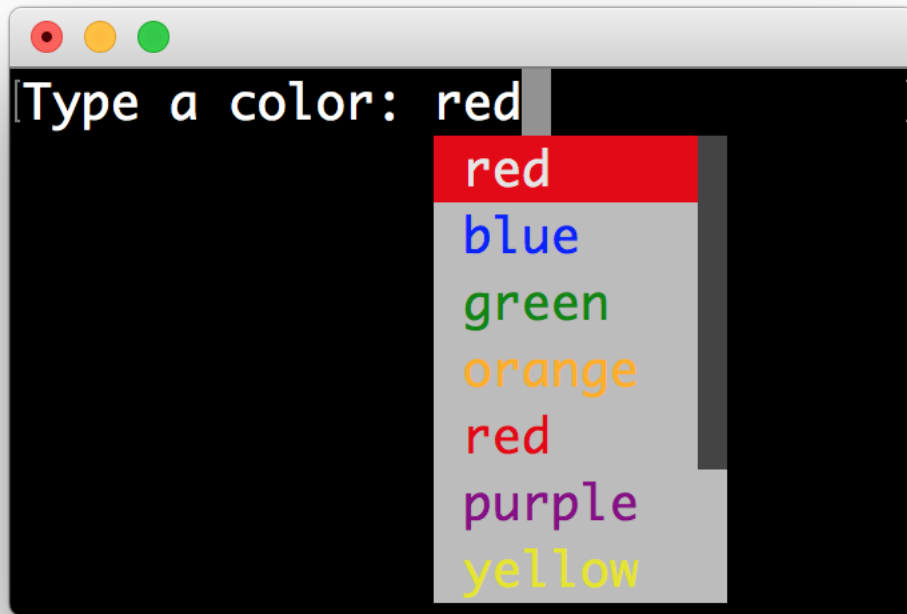 Type a color: red
red
blue
green
orange
red
purple
yellow